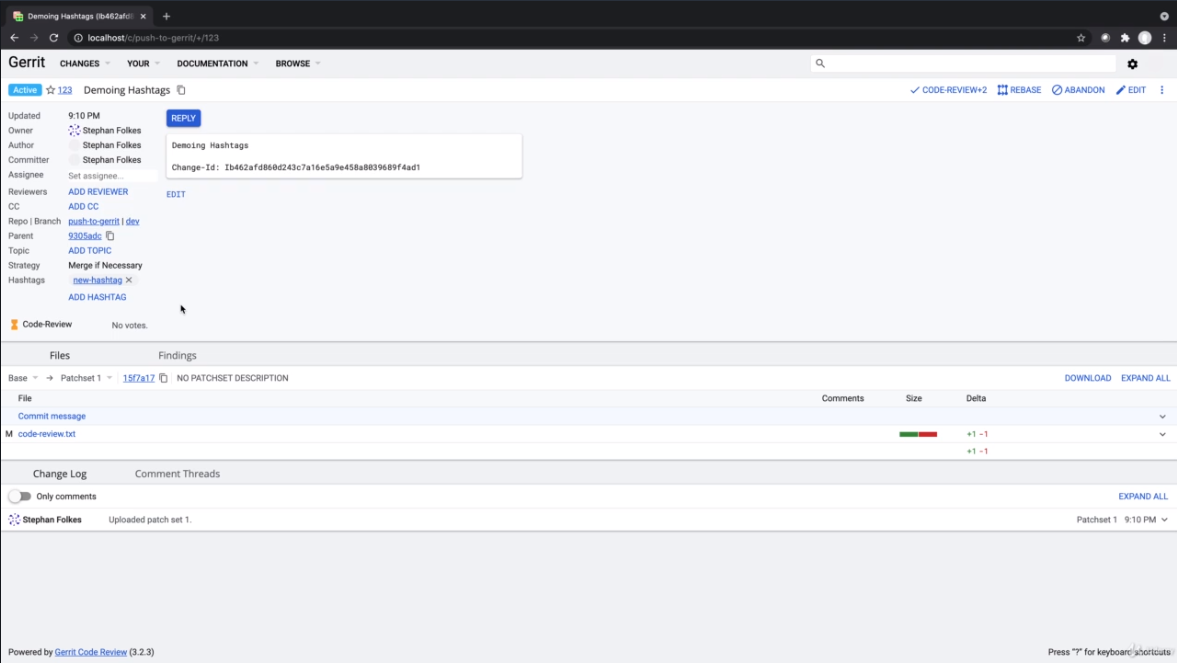 Demoing Hashtags (Ib462afd8
localhost/c/push-to-gerrit/+/123
Gerrit CHANGES YOUR DOCUMENTATION BROWSE
Active 123 Demoing Hashtags CODE-REVIEW+2 REBASE ABANDON EDIT
Updated 9:10 PM REPLY
Owner Stephan Folkes
Author Stephan Folkes
Committer Stephan Folkes
Assignee Set assignee...
Reviewers ADD REVIEWER
CC ADD CC
Repo | Branch push-to-gerrit | dev
Parent 9305adc
Topic ADD TOPIC
Strategy Merge if Necessary
Hashtags new-hashtag
ADD HASHTAG
Demoing Hashtags
Change-Id: Ib462afd860d243c7a16e5a9e458a8039689f4ad1
EDIT
Code-Review No votes.
Files Findings
Base → Patchset 1 15f7a17 NO PATCHSET DESCRIPTION DOWNLOAD EXPAND ALL
File Comments Size Delta
Commit message
M code-review.txt +1 -1
+1 -1
Change Log Comment Threads
Only comments EXPAND ALL
Stephan Folkes Uploaded patch set 1. Patchset 1 9:10 PM
Powered by Gerrit Code Review (3.2.3) Press "?" for keyboard shortcuts